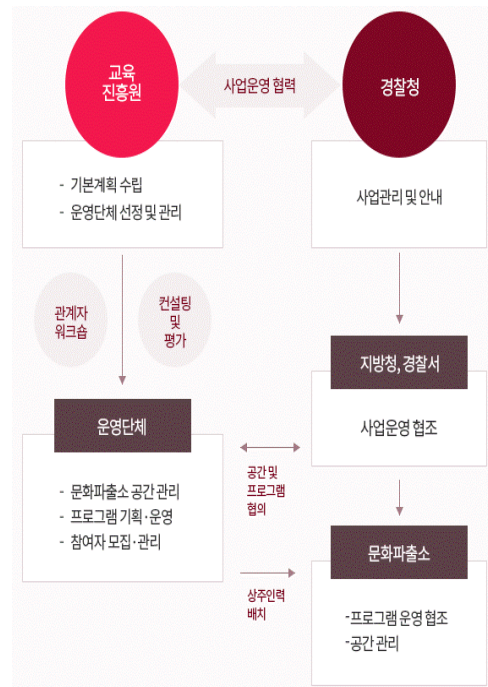 교육
진흥원
사업운영 협력
경찰청
- 기본계획 수립
- 운영단체 선정 및 관리
사업관리 및 안내
관계자
워크숍
컨설팅
및
평가
지방청, 경찰서
사업운영 협조
운영단체
- 문화파출소 공간 관리
- 프로그램 기획·운영
- 참여자 모집·관리
공간 및
프로그램
협의
문화파출소
-프로그램 운영 협조
-공간 관리
상주인력
배치